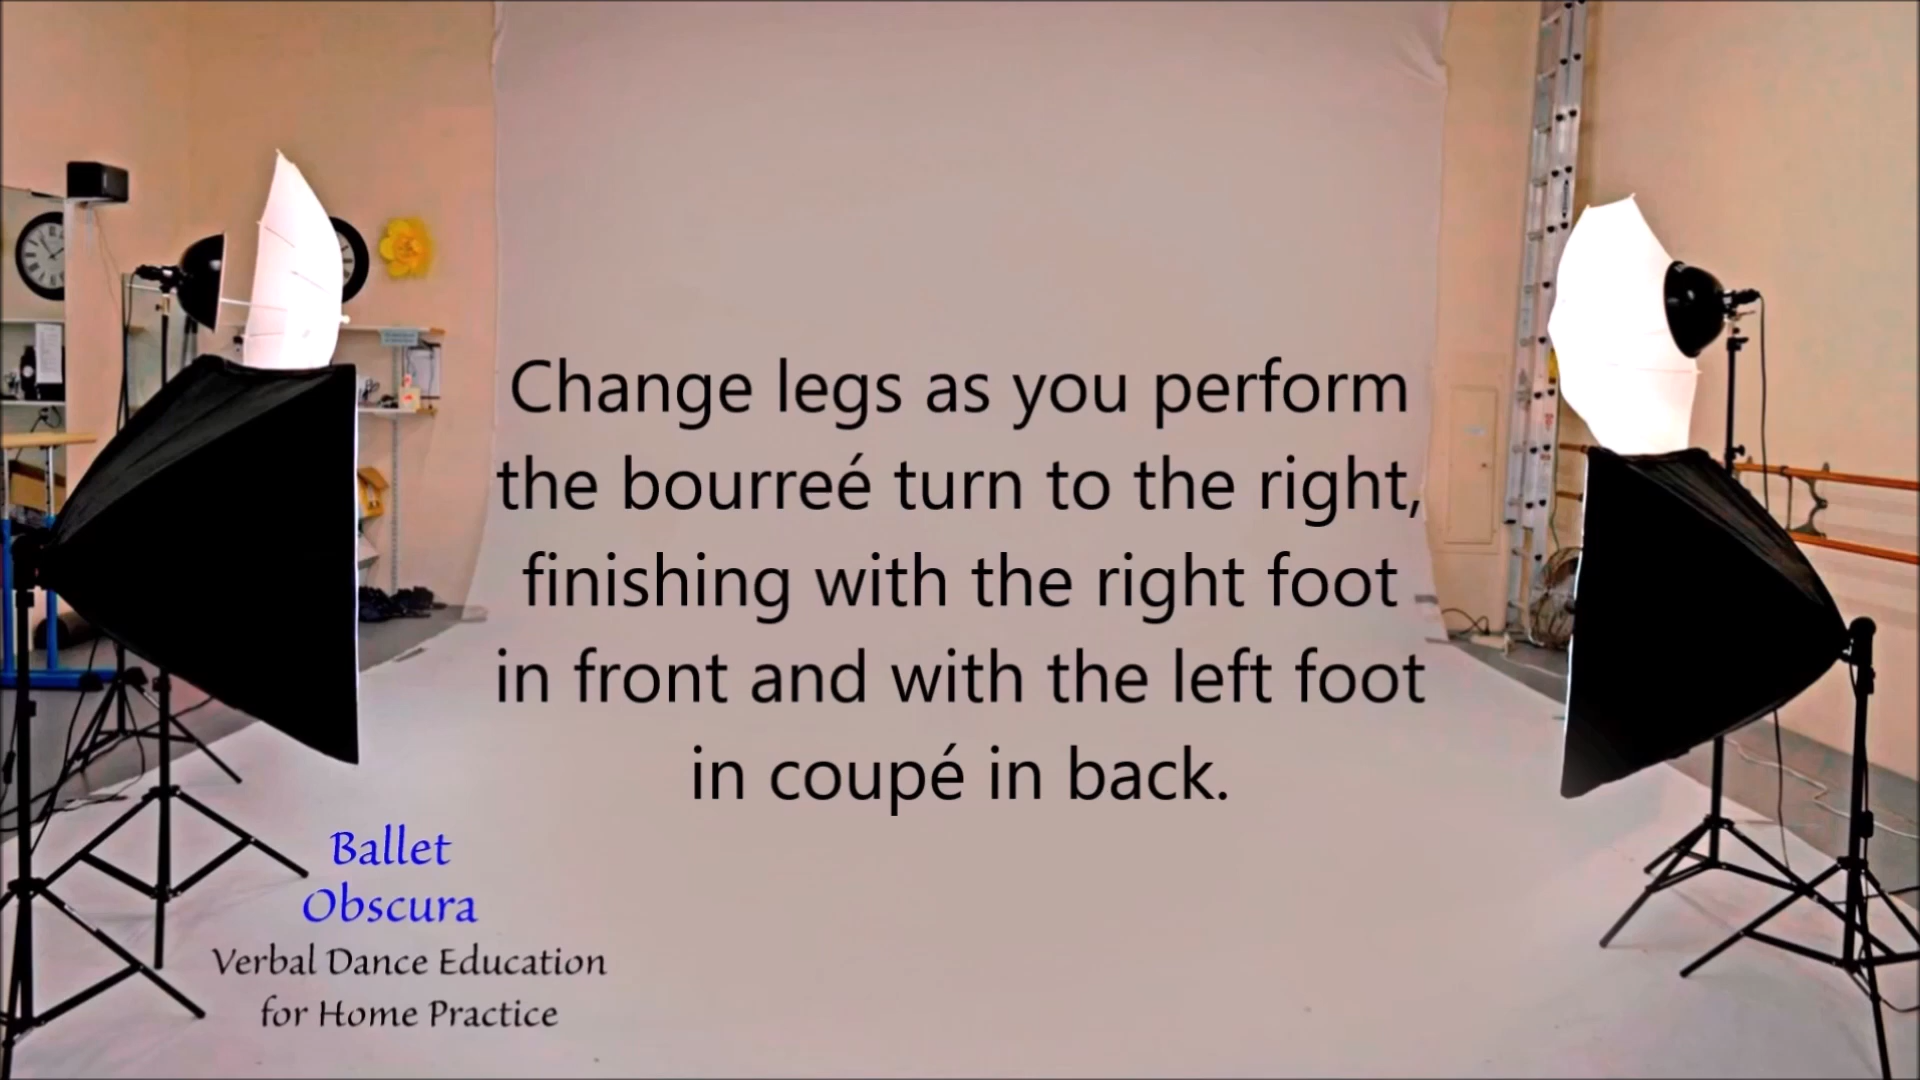 Change legs as you perform
the bourreé turn to the right,
finishing with the right foot
in front and with the left foot
in coupé in back.
Ballet
Obscura
Verbal Dance Education
for Home Practice